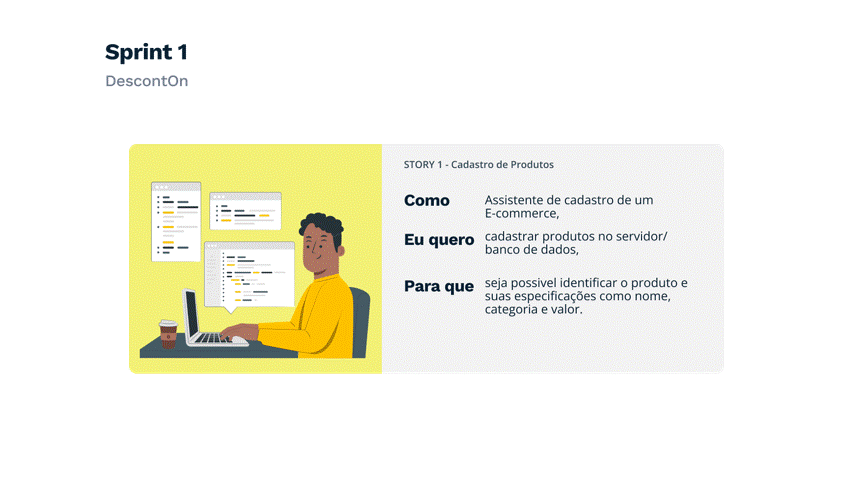 Sprint 1
DescontOn
STORY 1 - Cadastro de Produtos
Como
Assistente de cadastro de um
E-commerce,
Eu quero
cadastrar produtos no servidor/
banco de dados,
Para que
seja possivel identificar o produto e
suas especificações como nome,
categoria e valor.